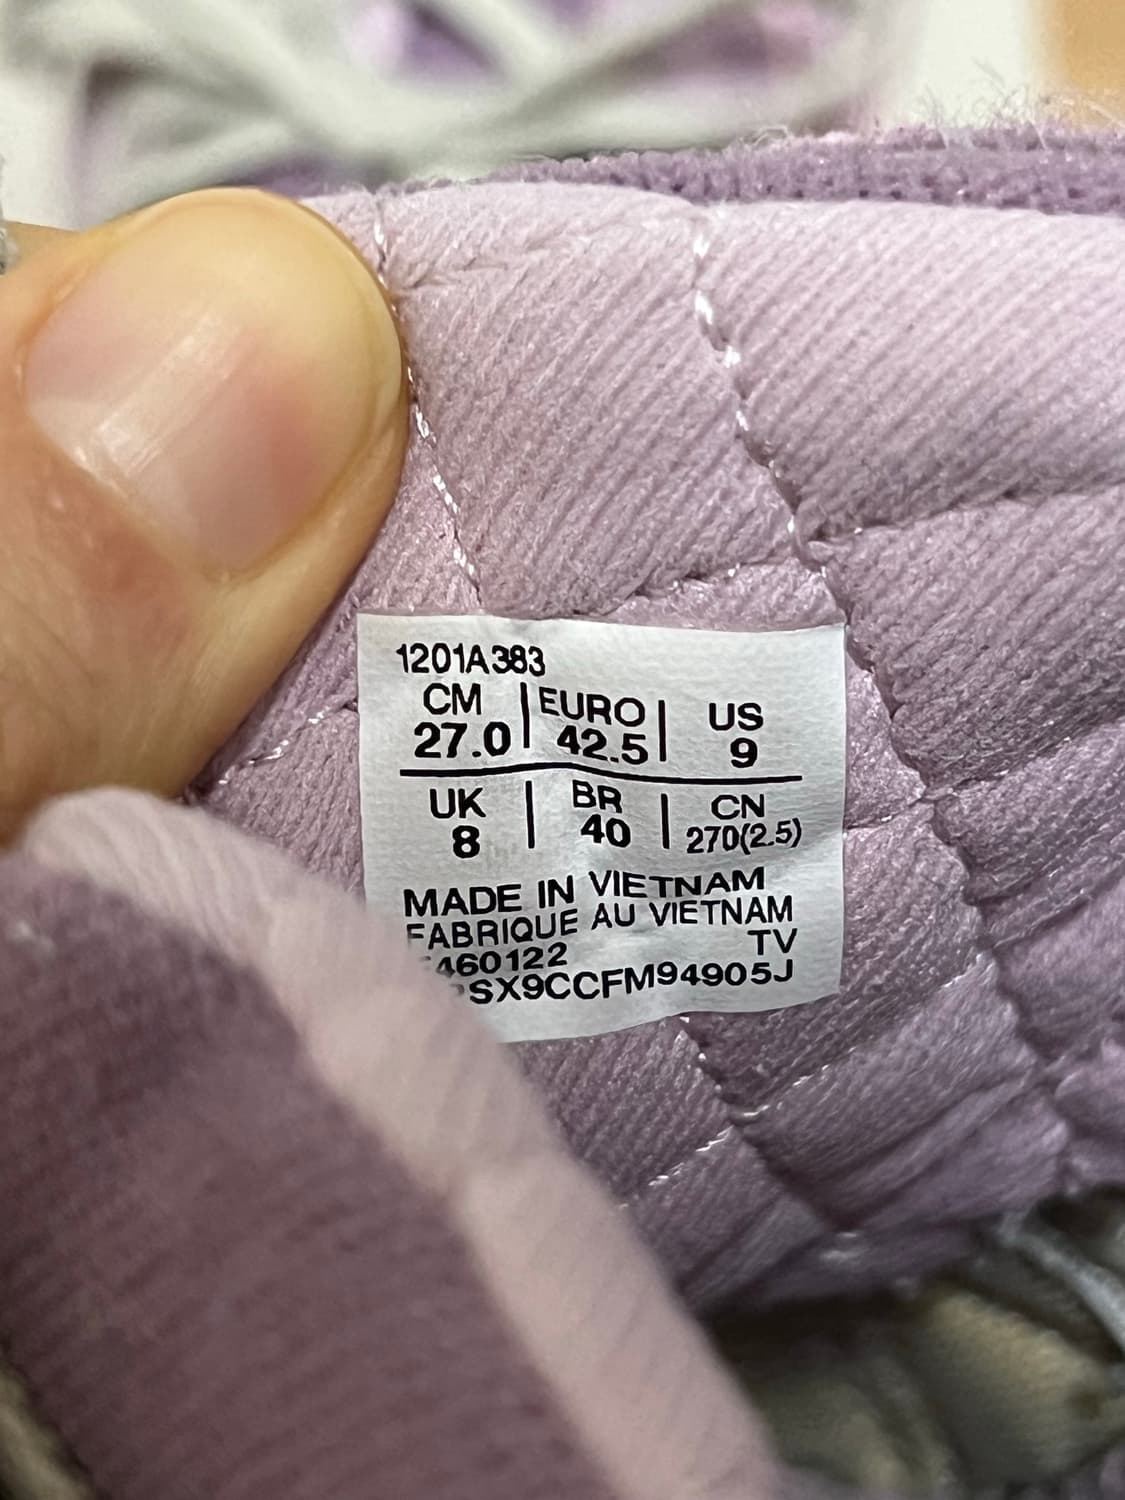 1201A383
CM | EURO | US
27.0 | 42.5 | 9
UK | BR | CN
8 | 40 | 270(2.5)
MADE IN VIETNAM
FABRIQUE AU VIETNAM
460122 TV
SX9CCFM94905J